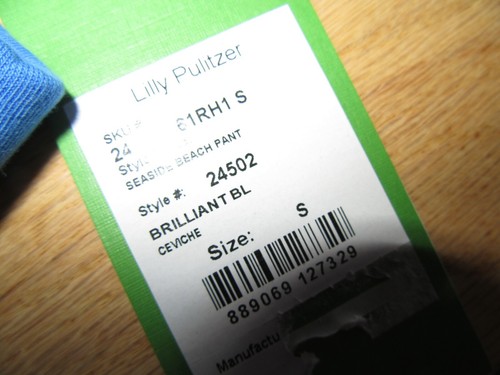 Lilly Pulitzer
SKU#
24 61RH1 S
SEASIDE BEACH PANT
Style #: 24502
BRILLIANT BL
CEVICHE
Size: S
889069 127329